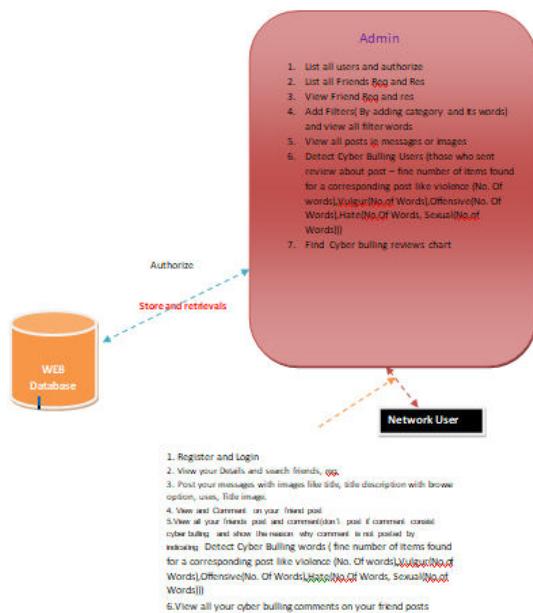 Admin
1. List all users and authorize
2. List all Friends Req and Res
3. View Friend Req and res
4. Add Filters( By adding category and its words)
and view all filter words
5. View all posts ie messages or images
6. Detect Cyber Bulling Users (those who sent
review about post – fine number of items found
for a corresponding post like violence (No. Of
words),Vulgur(No.of Words),Offensive(No. Of
Words),Hate(No.Of Words, Sexual(No.of
Words)))
7. Find Cyber bulling reviews chart
Authorize
Store and retrievals
WEB
Database
Network User
1. Register and Login
2. View your Details and search friends, req,
3. Post your messages with images like title, title description with browse
option, uses, Title image.
4. View and Comment on your friend post
5.View all your friends post and comment(don't post if comment consist
cyber bulling and show the reason why comment is not posted by
indicating Detect Cyber Bulling words ( fine number of items found
for a corresponding post like violence (No. Of words),Vulgur(No.of
Words),Offensive(No. Of Words),Hate(No.Of Words, Sexual(No.of
Words)))
6.View all your cyber bulling comments on your friend posts